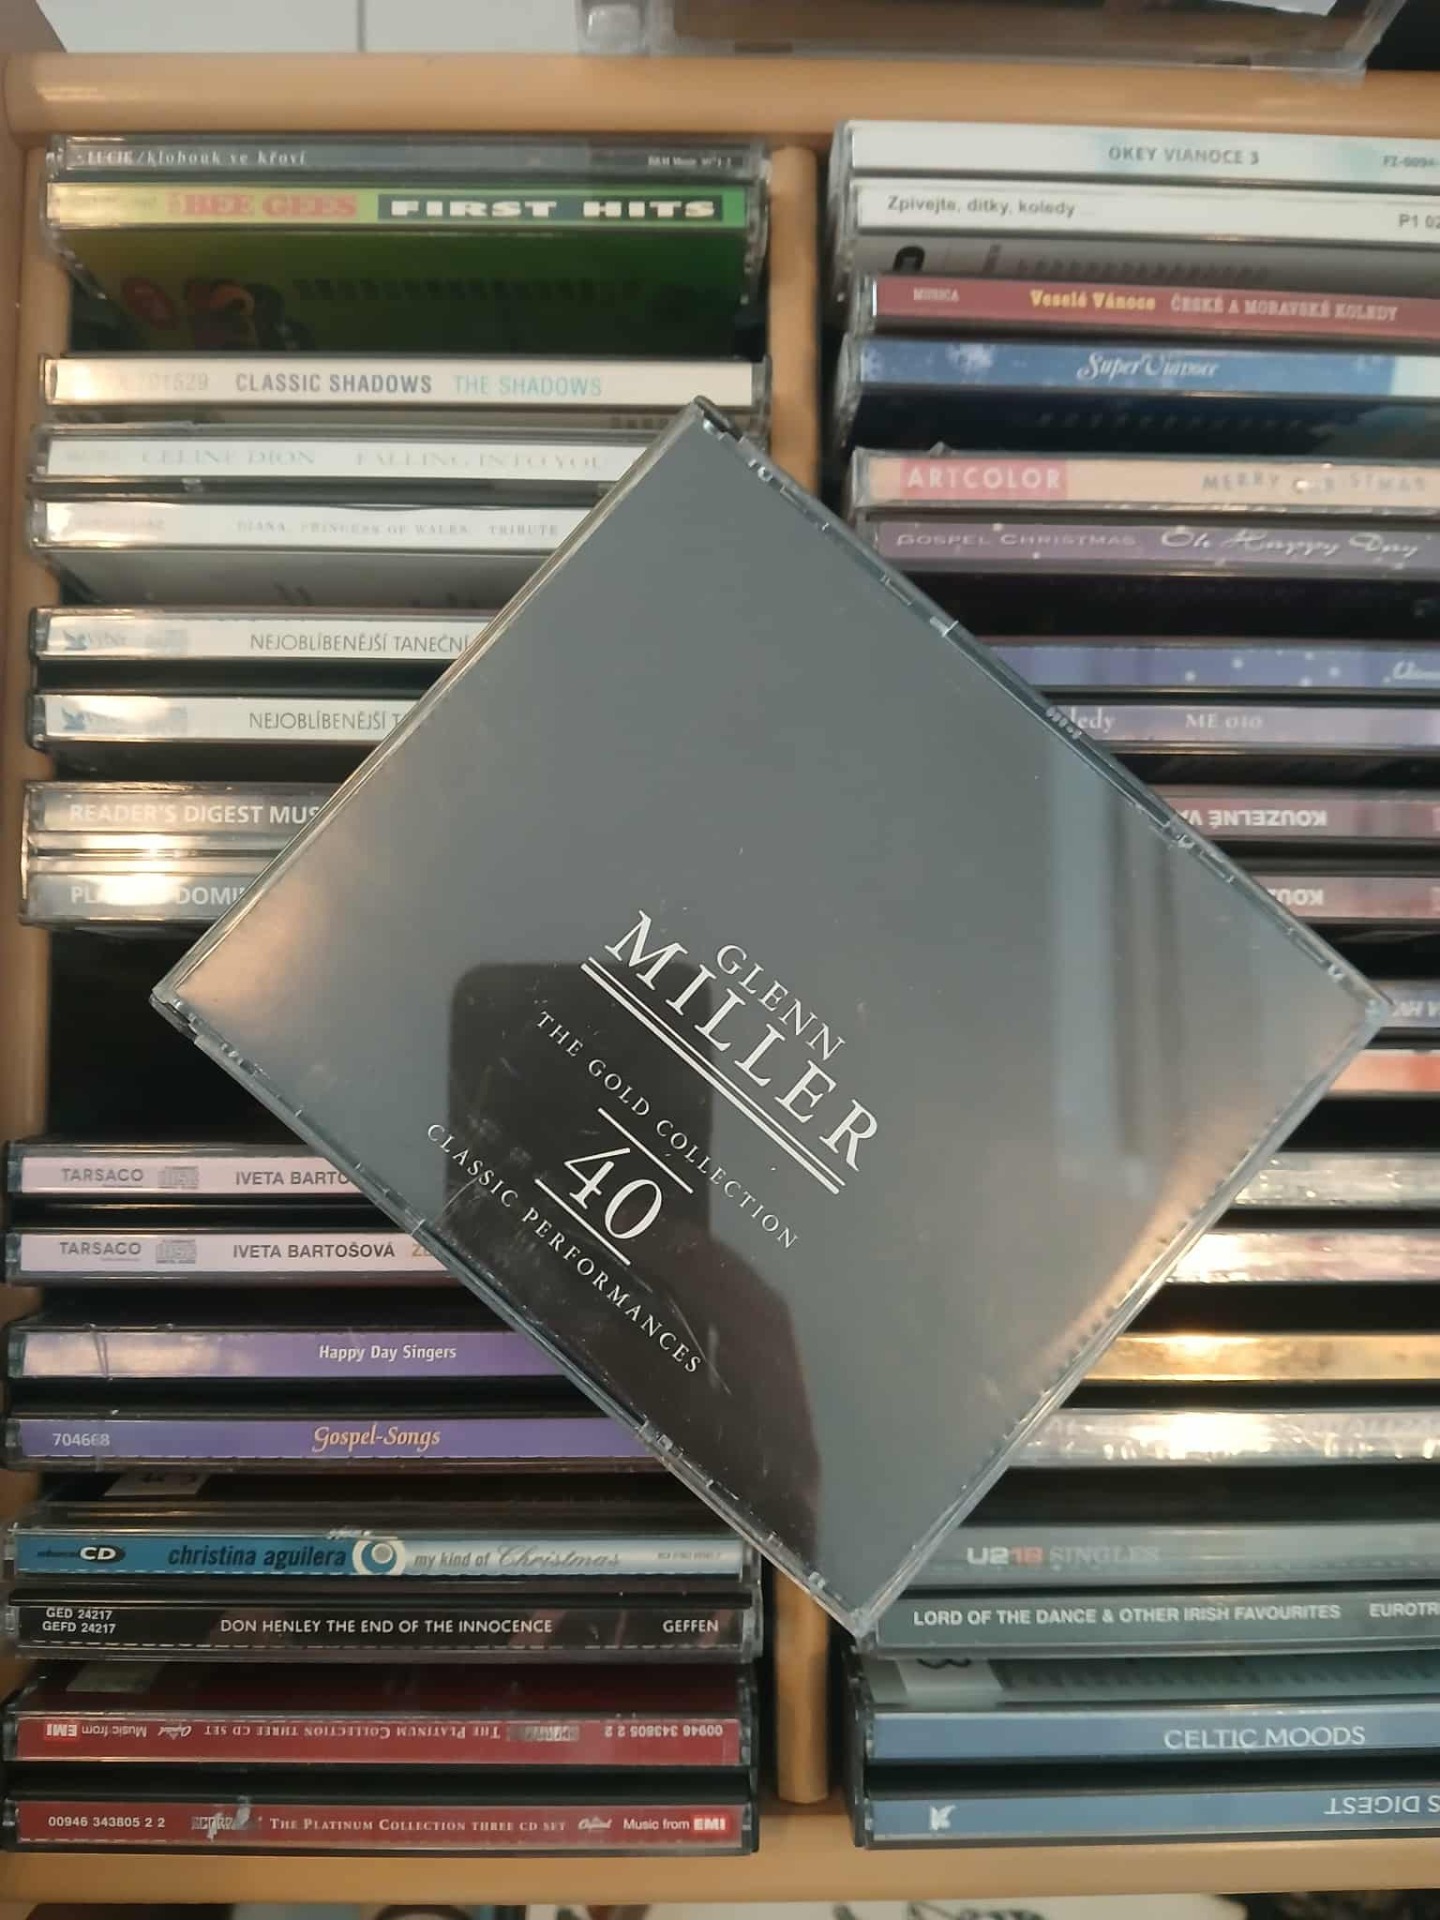 LUCIE/klobouk ve křoví
BEE GEES FIRST HITS
CLASSIC SHADOWS THE SHADOWS
CELINE DION FALLING INTO YOU
DIANA, PRINCESS OF WALES TRIBUTE
NEJOBLÍBENĚJŠÍ TANEČNÍ
NEJOBLÍBENĚJŠÍ
READER'S DIGEST
TARSACO
TARSACO IVETA BARTOŠOVÁ
Happy Day Singers
704668 Gospel-Songs
CD christina aguilera my kind of Christmas
GED 24217
GEFD 24217
DON HENLEY THE END OF THE INNOCENCE GEFFEN
00946 343805 2 2 THE PLATINUM COLLECTION THREE CD SET Capitol Music from EMI
00946 343805 2 2 THE PLATINUM COLLECTION THREE CD SET Capitol Music from EMI
GLENN
MILLER
THE GOLD COLLECTION
40
CLASSIC PERFORMANCES
OKEY VIANOCE 3
Zpívejte, dítky, koledy
MUSICA Veselé Vánoce ČESKÉ A MORAVSKÉ KOLEDY
SuperVianoce
ARTCOLOR MERRY CHRISTMAS
GOSPEL CHRISTMAS Oh Happy Day
ME 010
KOUZELNÉ
U2 18 SINGLES
LORD OF THE DANCE & OTHER IRISH FAVOURITES
CELTIC MOODS
DIGEST